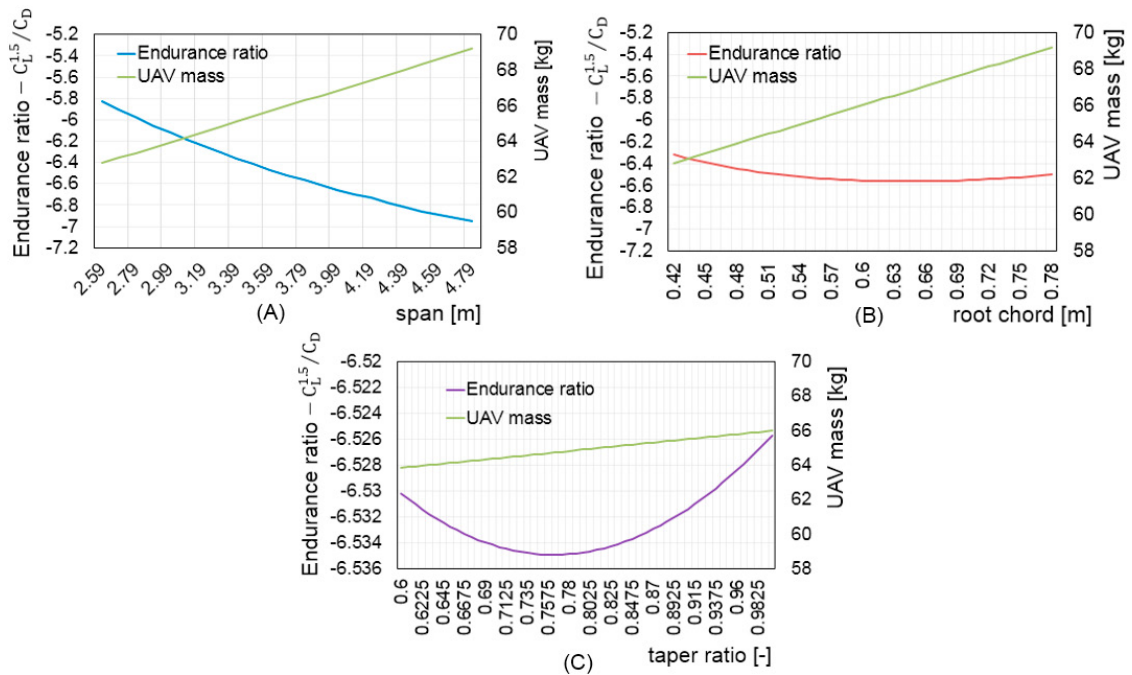 Endurance ratio – C_L^1.5/C_D
-5.2
-5.4
-5.6
-5.8
-6
-6.2
-6.4
-6.6
-6.8
-7
-7.2
Endurance ratio
UAV mass
70
68
66
64
62
60
58
UAV mass [kg]
2.59 2.79 2.99 3.19 3.39 3.59 3.79 3.99 4.19 4.39 4.59 4.79
(A)
span [m]
Endurance ratio – C_L^1.5/C_D
-5.2
-5.4
-5.6
-5.8
-6
-6.2
-6.4
-6.6
-6.8
-7
-7.2
Endurance ratio
UAV mass
70
68
66
64
62
60
58
UAV mass [kg]
0.42 0.45 0.48 0.51 0.54 0.57 0.6 0.63 0.66 0.69 0.72 0.75 0.78
(B)
root chord [m]
Endurance ratio – C_L^1.5/C_D
-6.52
-6.522
-6.524
-6.526
-6.528
-6.53
-6.532
-6.534
-6.536
Endurance ratio
UAV mass
70
68
66
64
62
60
58
UAV mass [kg]
0.6 0.6225 0.645 0.6675 0.69 0.7125 0.735 0.7575 0.78 0.8025 0.825 0.8475 0.87 0.8925 0.915 0.9375 0.96 0.9825
(C)
taper ratio [-]